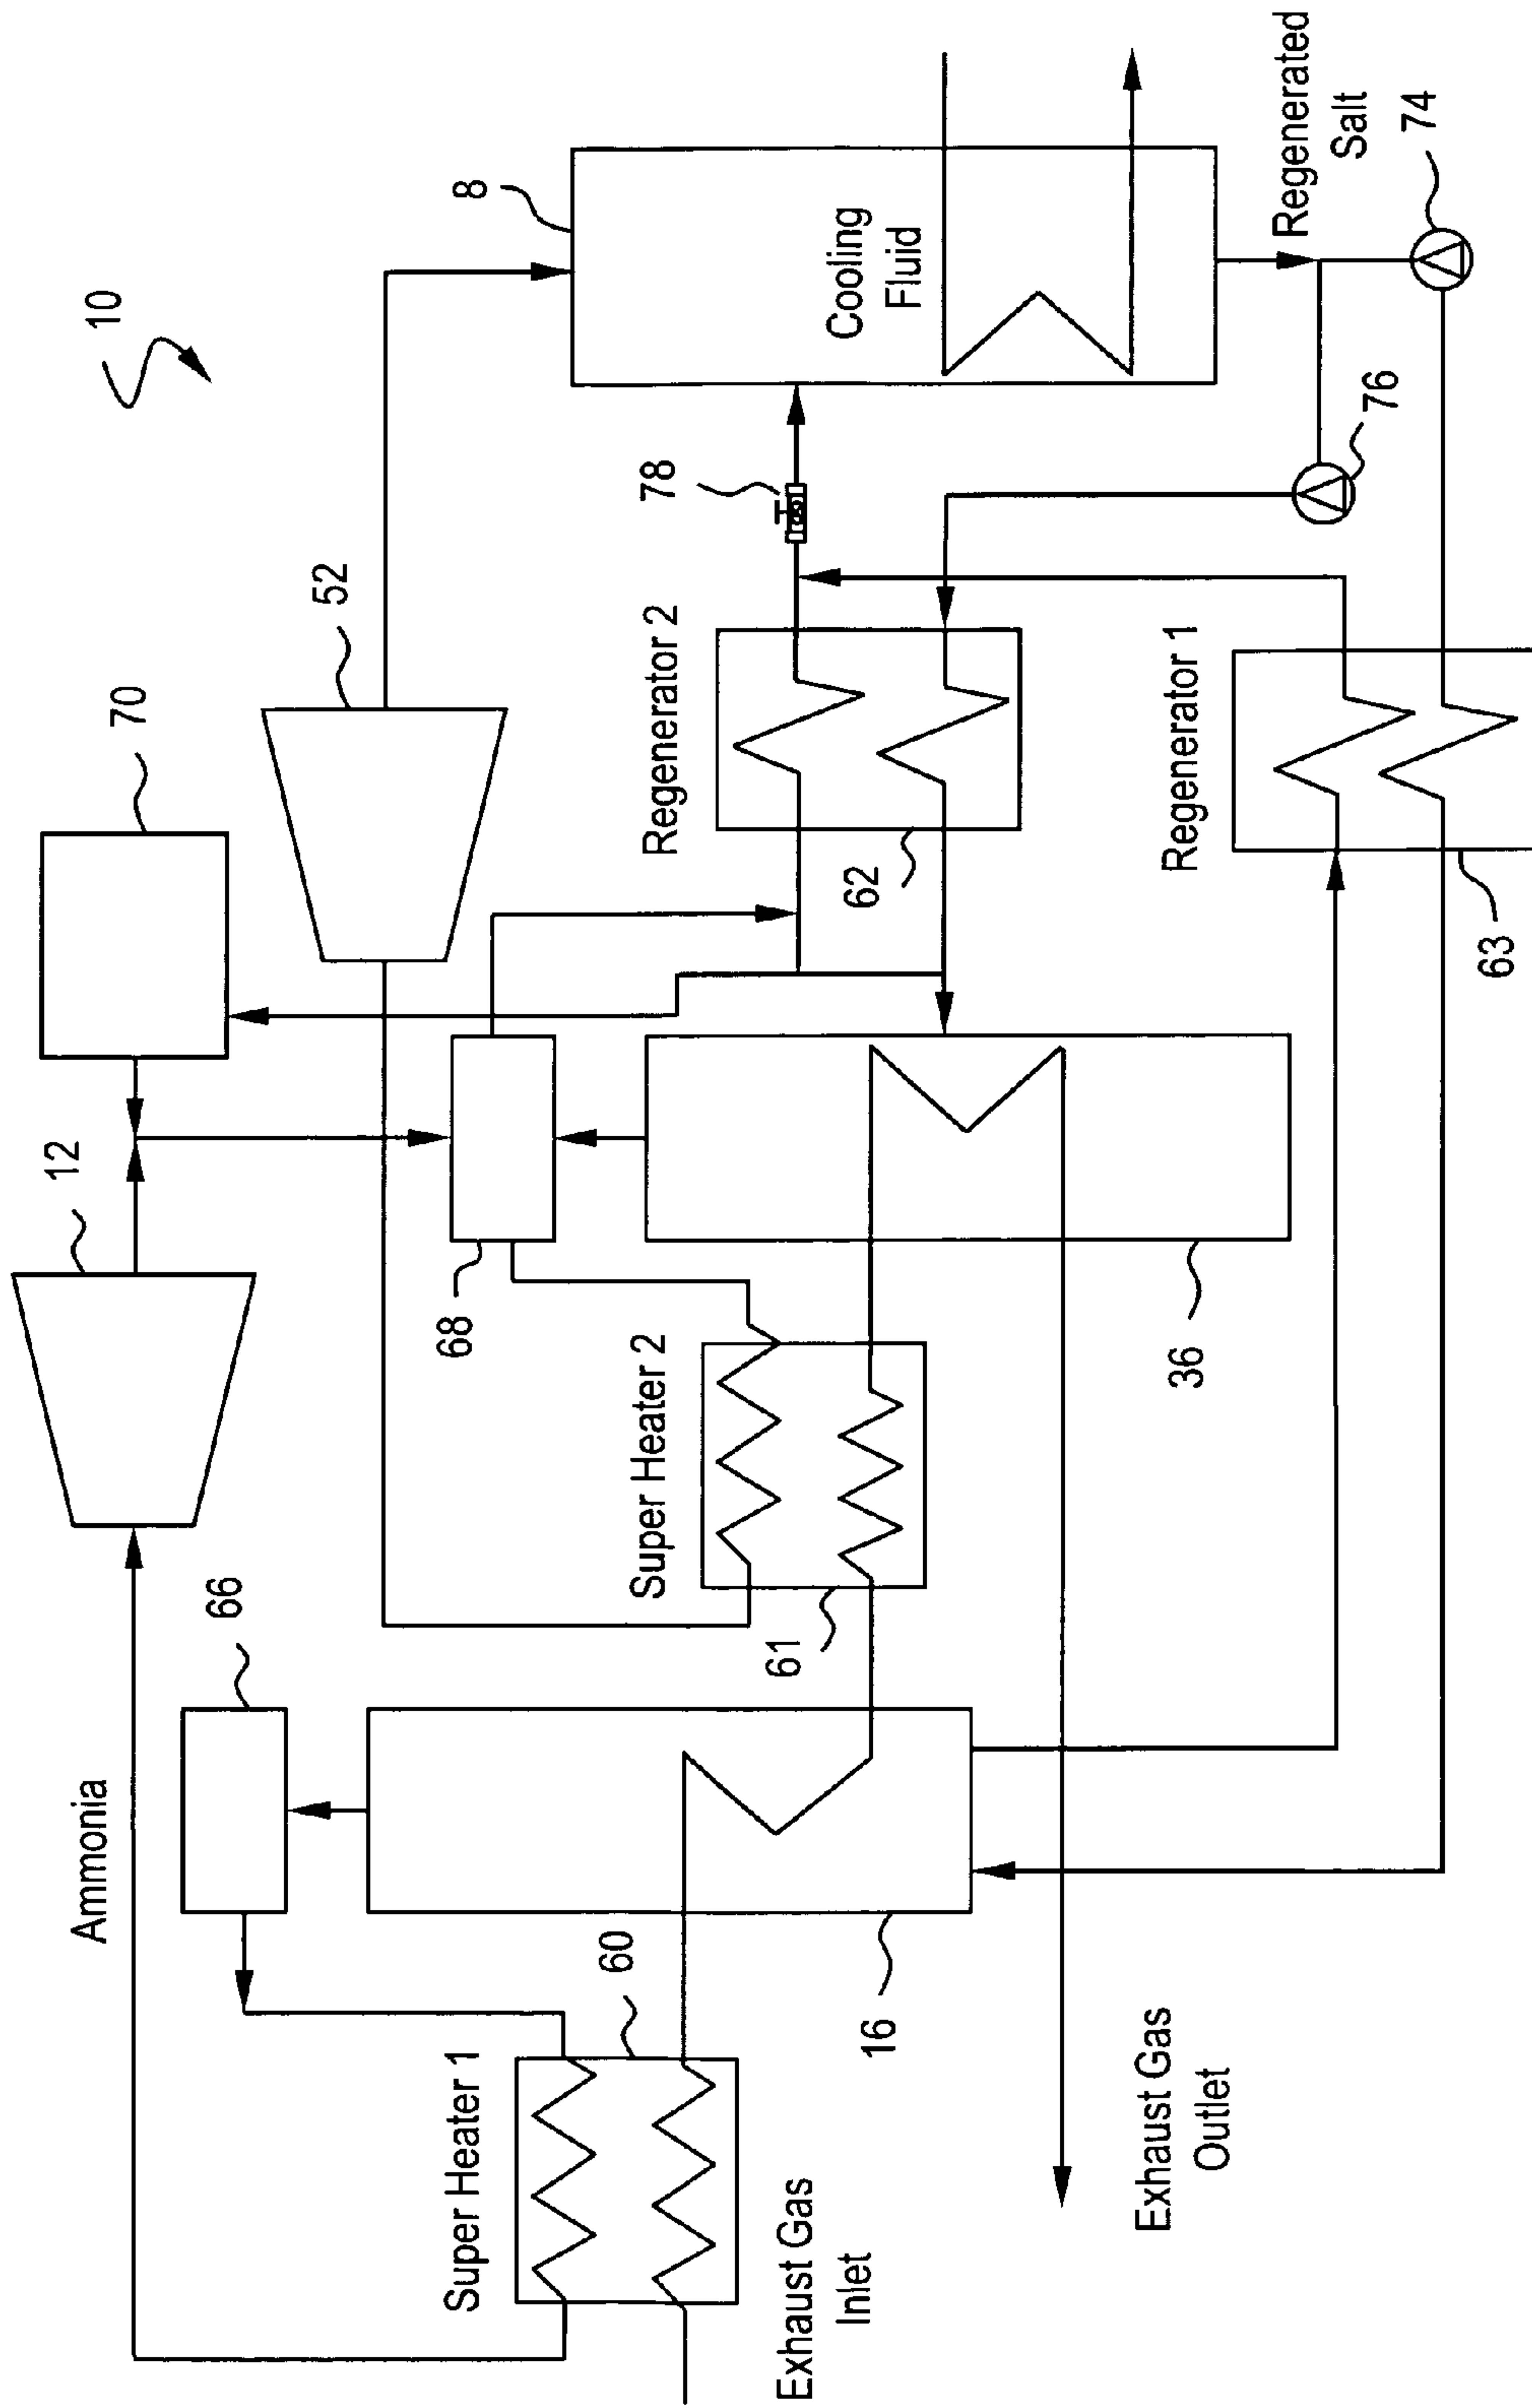 10
Ammonia
66
12
70
52
8
Super Heater 1
60
68
Super Heater 2
61
Regenerator 2
62
78
Cooling
Fluid
Exhaust Gas
Inlet
16
36
76
Regenerator 1
63
Regenerated
Salt
74
Exhaust Gas
Outlet